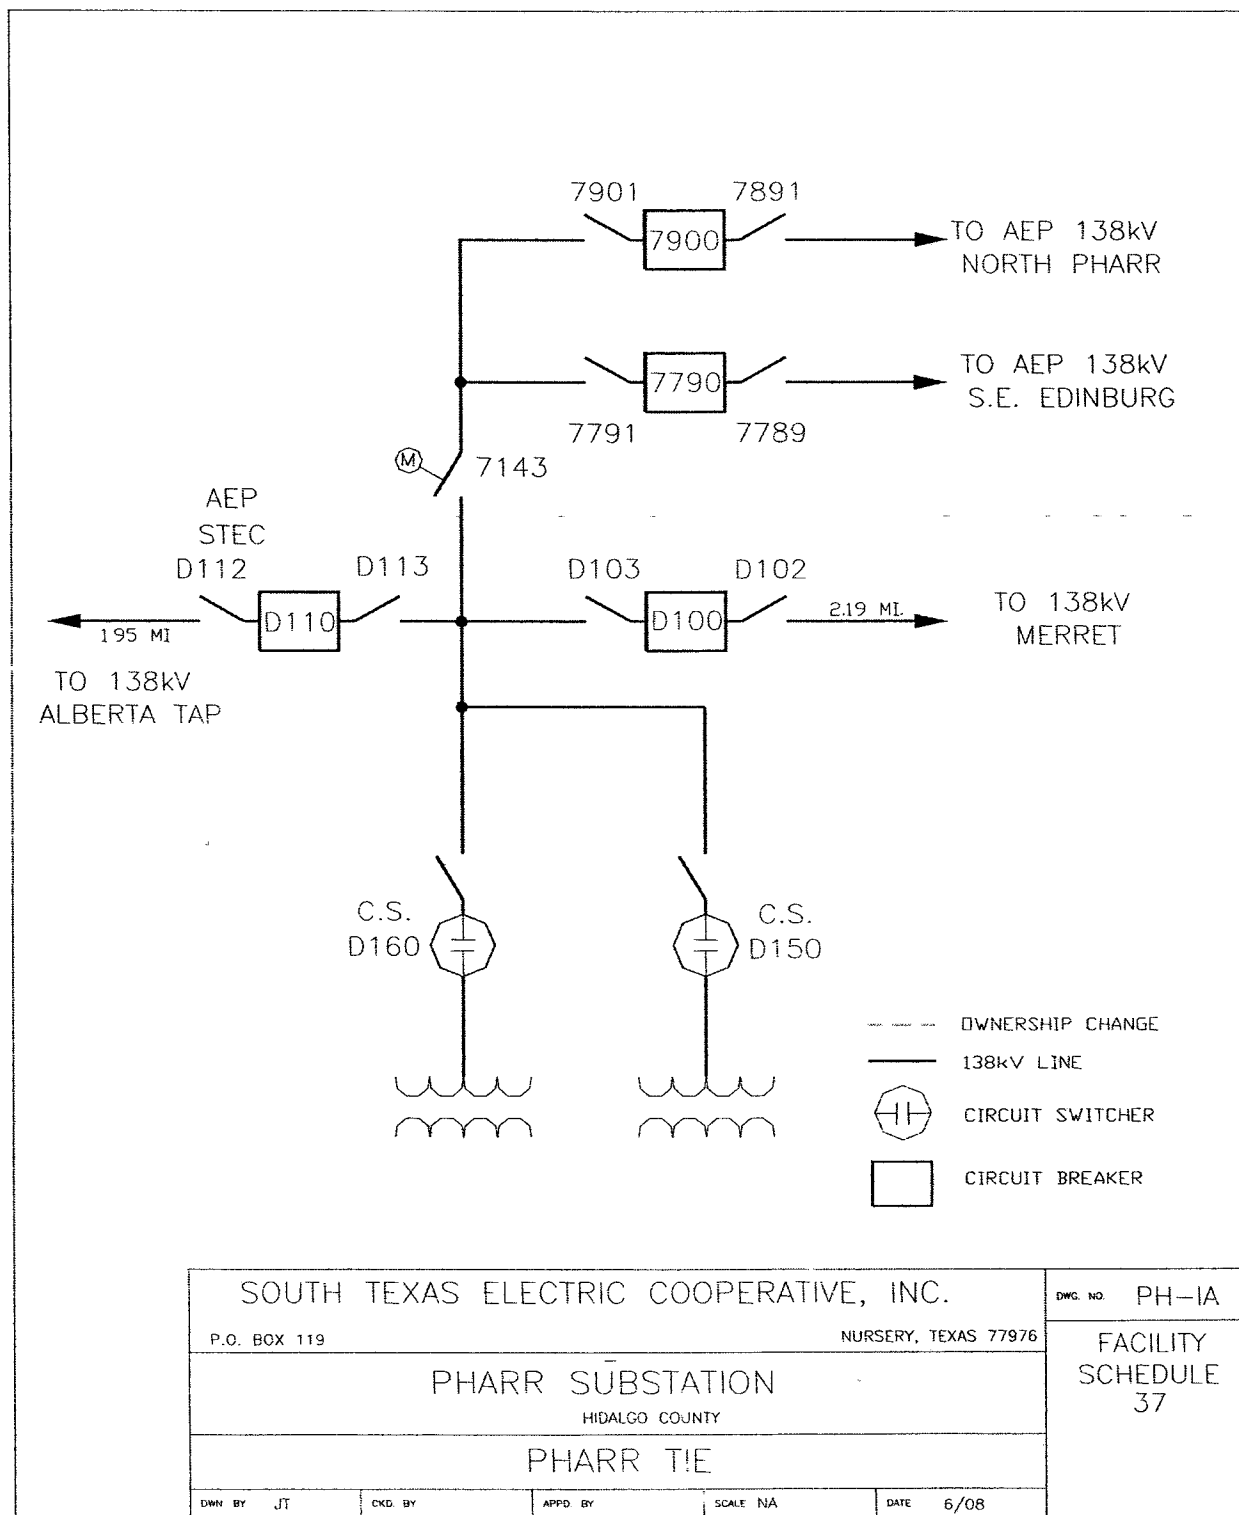 7901
7891
7900
TO AEP 138kV
NORTH PHARR
7790
TO AEP 138kV
S.E. EDINBURG
7791
7789
M
7143
AEP
STEC
D112
D113
D103
D102
D110
D100
195 MI
2.19 MI.
TO 138kV
MERRET
TO 138kV
ALBERTA TAP
C.S.
D160
C.S.
D150
OWNERSHIP CHANGE
138kV LINE
CIRCUIT SWITCHER
CIRCUIT BREAKER
SOUTH TEXAS ELECTRIC COOPERATIVE, INC.
P.O. BOX 119
NURSERY, TEXAS 77976
DWG. NO. PH-1A
FACILITY
SCHEDULE
37
PHARR SUBSTATION
HIDALGO COUNTY
PHARR TIE
DWN BY JT
CKD. BY
APPD. BY
SCALE NA
DATE 6/08